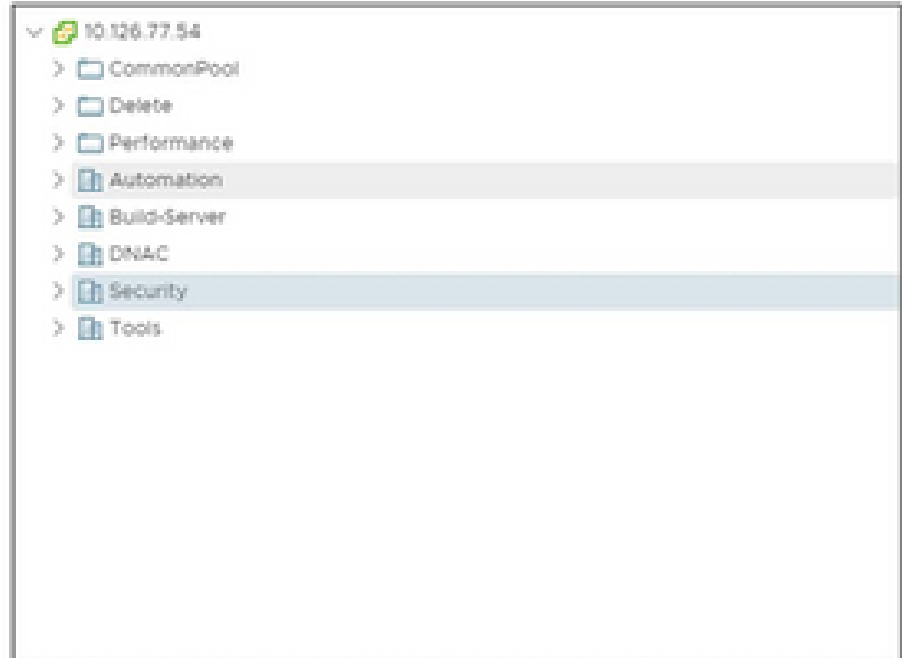 10.126.77.54
CommonPool
Delete
Performance
Automation
Build-Server
DNAC
Security
Tools